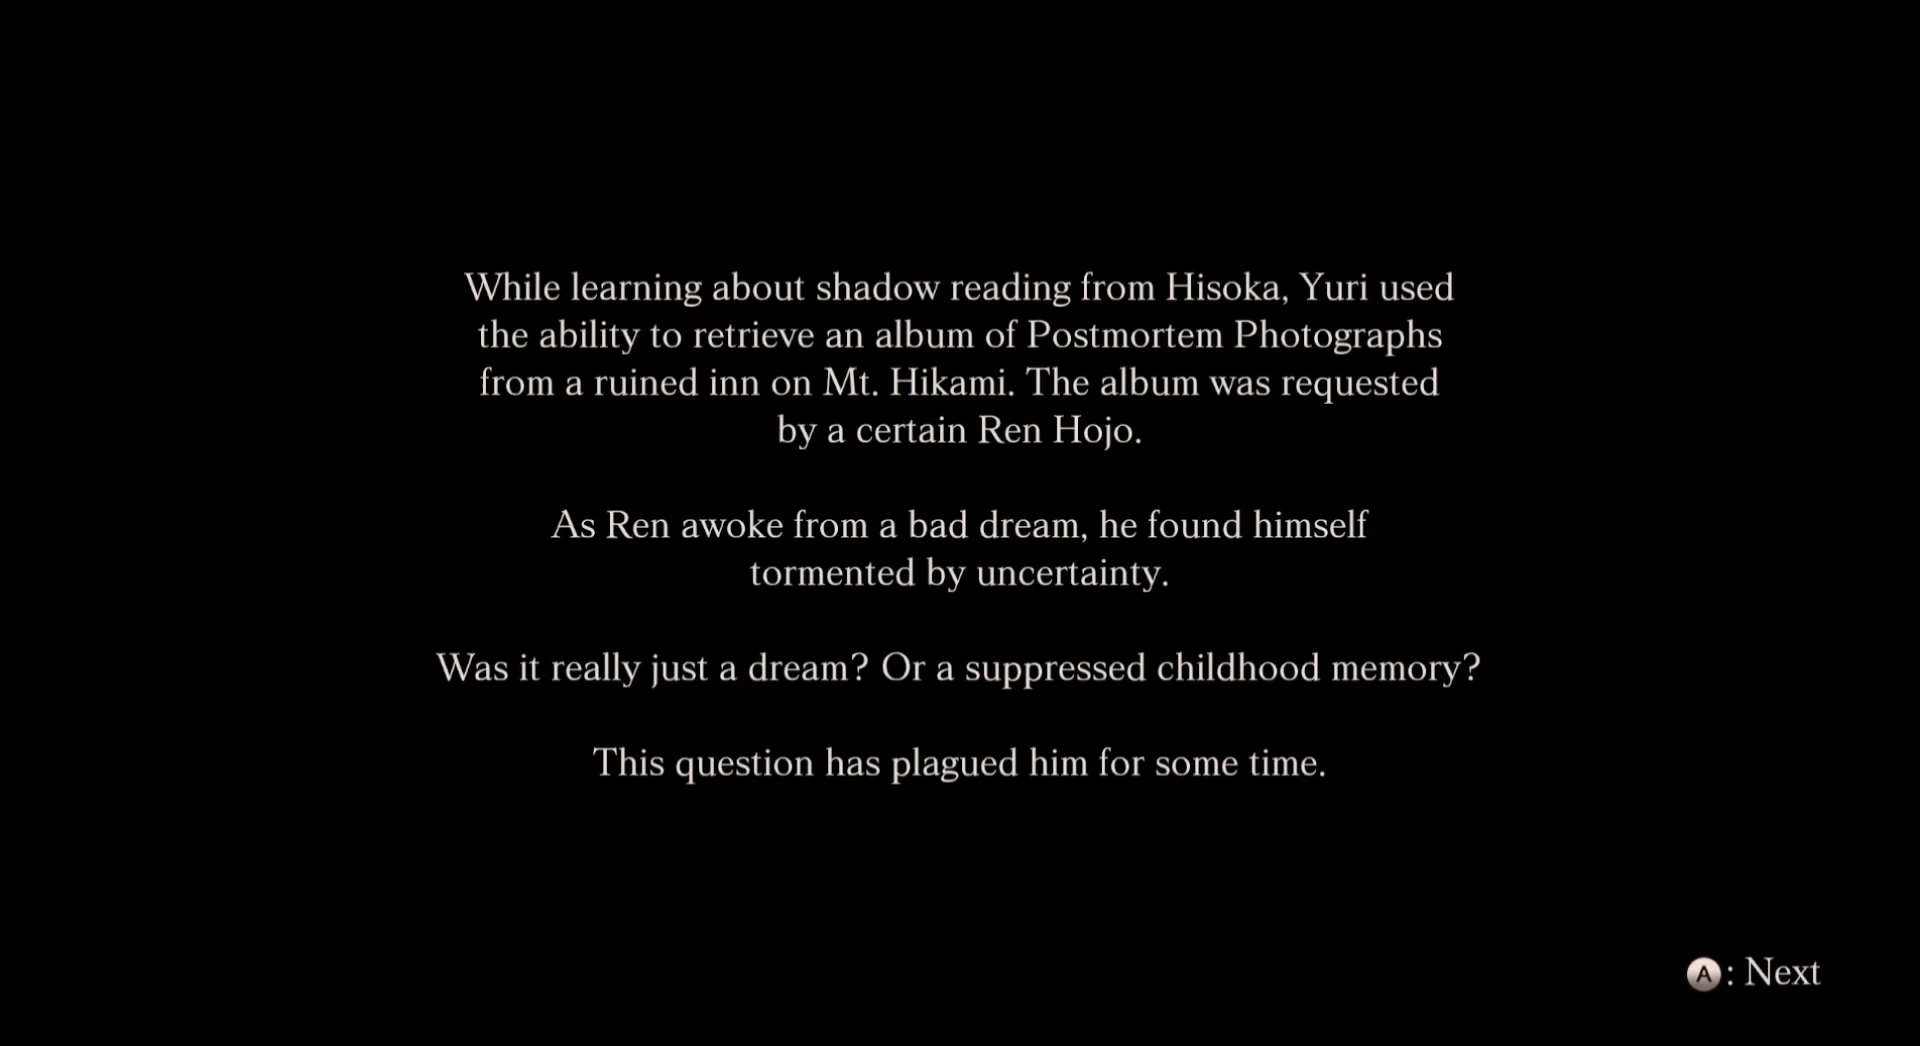 While learning about shadow reading from Hisoka, Yuri used
the ability to retrieve an album of Postmortem Photographs
from a ruined inn on Mt. Hikami. The album was requested
by a certain Ren Hojo.
As Ren awoke from a bad dream, he found himself
tormented by uncertainty.
Was it really just a dream? Or a suppressed childhood memory?
This question has plagued him for some time.
A: Next